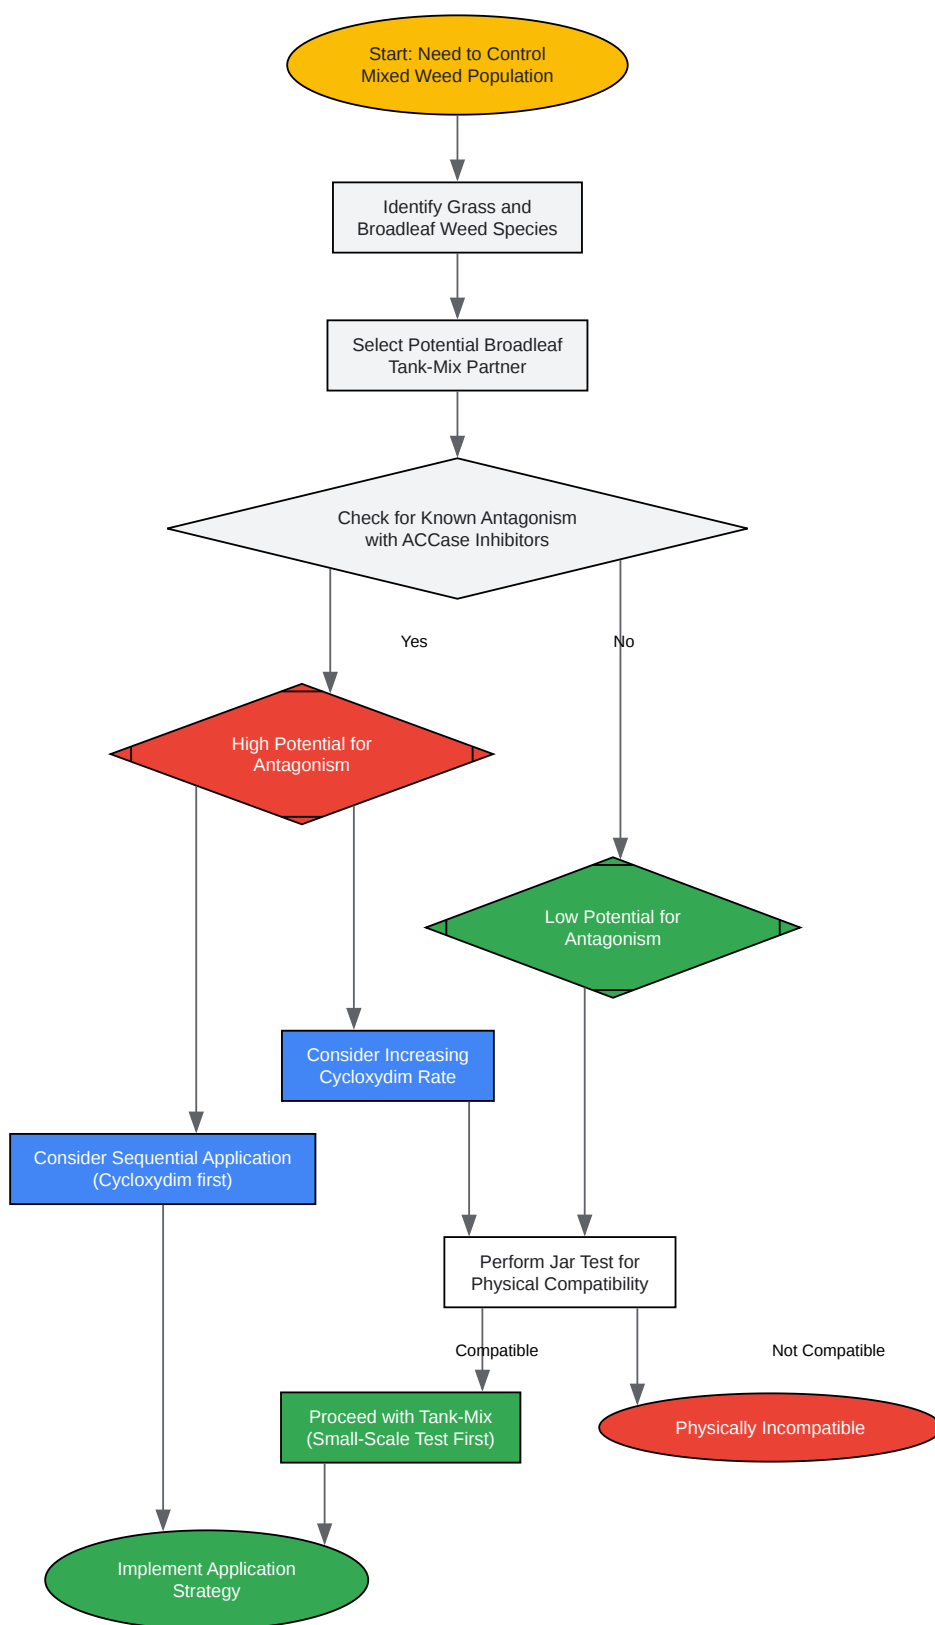 Start: Need to Control
Mixed Weed Population
Identify Grass and
Broadleaf Weed Species
Select Potential Broadleaf
Tank-Mix Partner
Check for Known Antagonism
with ACCase Inhibitors
Yes
No
High Potential for
Antagonism
Low Potential for
Antagonism
Consider Increasing
Cycloxydim Rate
Consider Sequential Application
(Cycloxydim first)
Perform Jar Test for
Physical Compatibility
Compatible
Not Compatible
Proceed with Tank-Mix
(Small-Scale Test First)
Physically Incompatible
Implement Application
Strategy